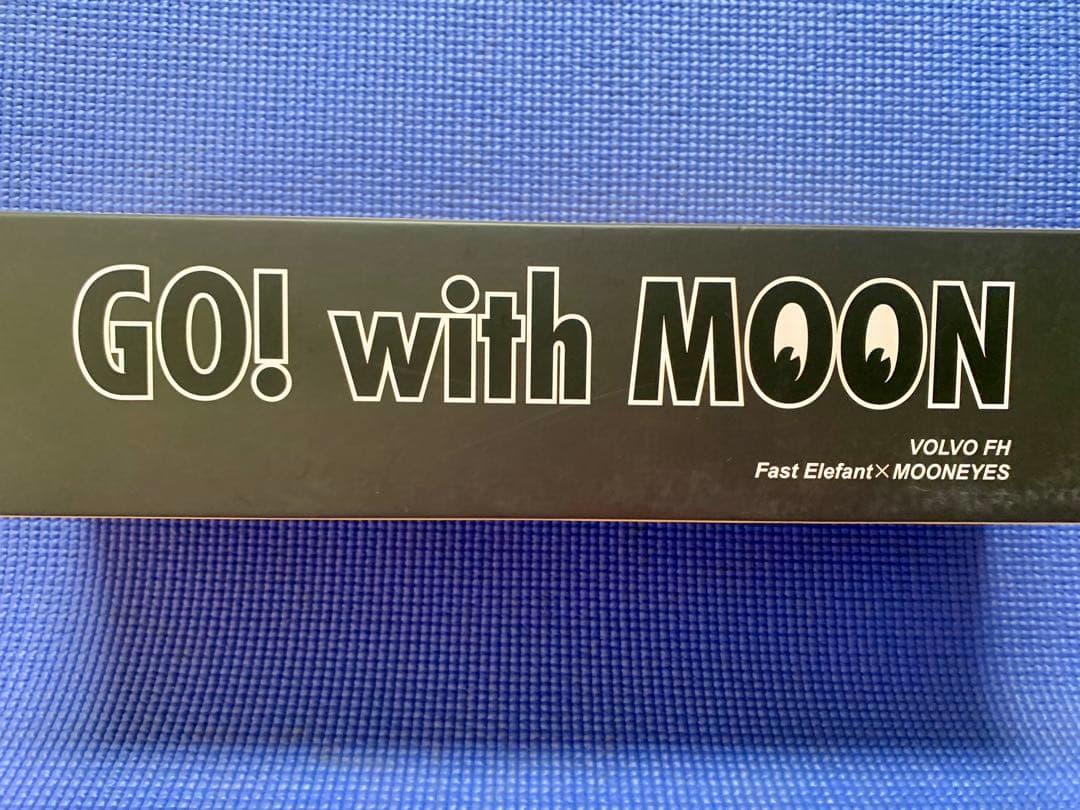 GO! with MOON
VOLVO FH
Fast Elefant×MOONEYES